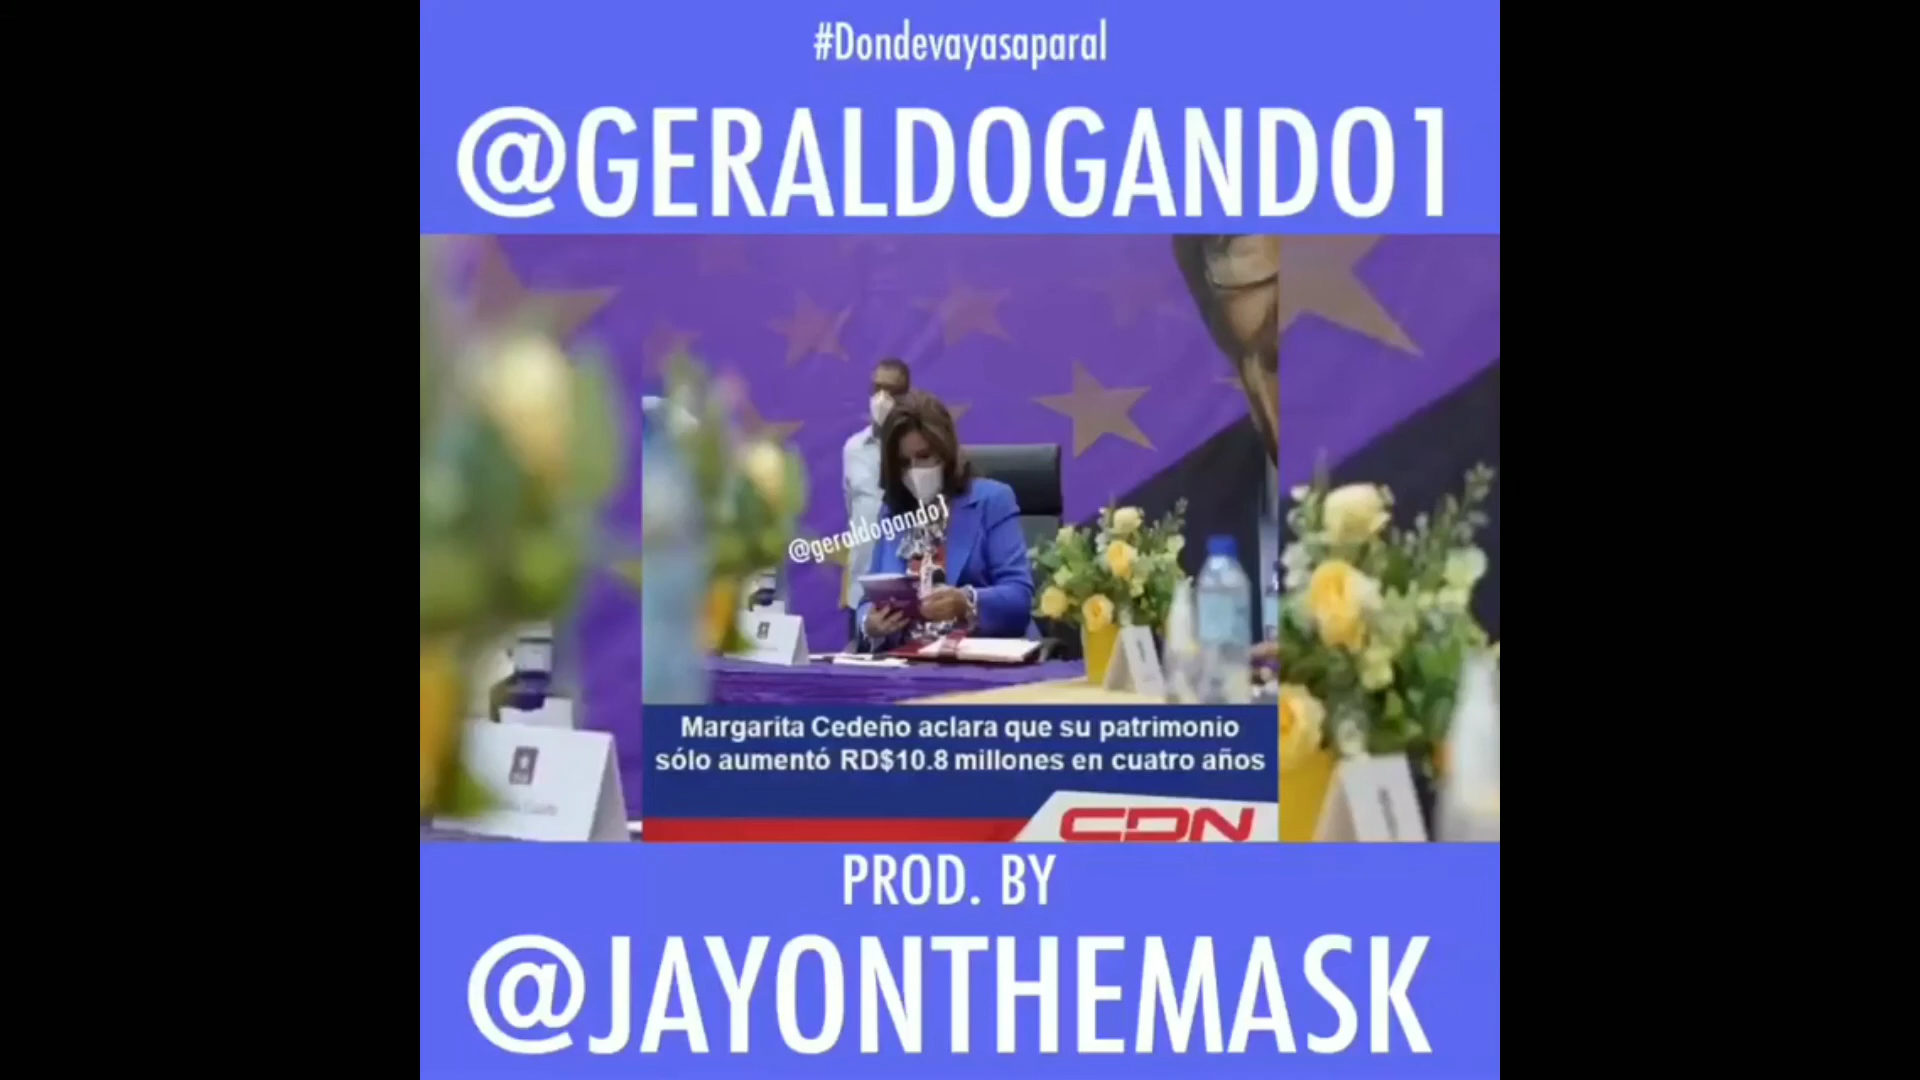 #Dondevayasaparal
@GERALDOGANDO1
@geraldogando1
Margarita Cedeño aclara que su patrimonio
sólo aumentó RD$10.8 millones en cuatro años
CDN
PROD. BY
@JAYONTHEMASK